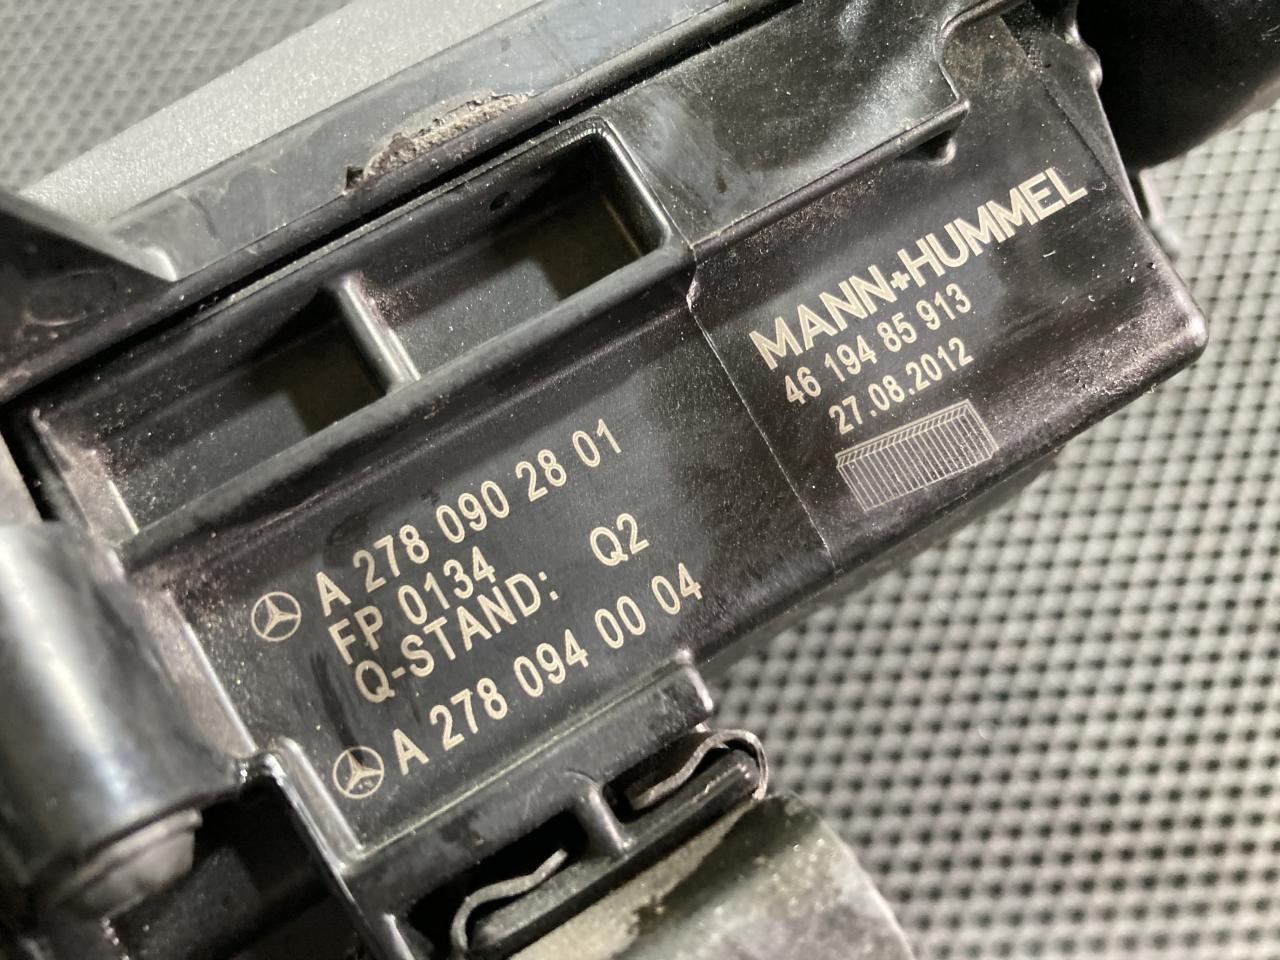 MANN+HUMMEL
46 194 85 913
27.08.2012
A 278 090 28 01
FP 0134
Q-STAND: Q2
A 278 094 00 04